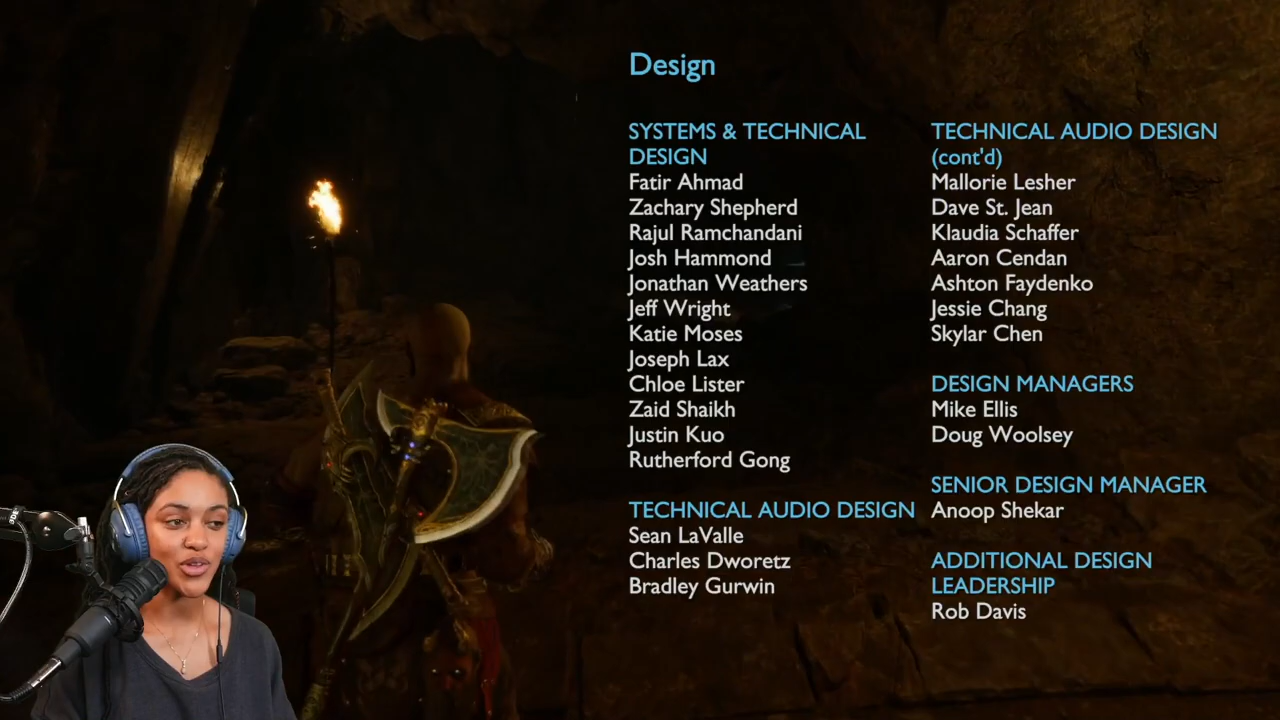 Design
SYSTEMS & TECHNICAL
DESIGN
Fatir Ahmad
Zachary Shepherd
Rajul Ramchandani
Josh Hammond
Jonathan Weathers
Jeff Wright
Katie Moses
Joseph Lax
Chloe Lister
Zaid Shaikh
Justin Kuo
Rutherford Gong
TECHNICAL AUDIO DESIGN
Sean LaValle
Charles Dworetz
Bradley Gurwin
TECHNICAL AUDIO DESIGN
(cont'd)
Mallorie Lesher
Dave St. Jean
Klaudia Schaffer
Aaron Cendan
Ashton Faydenko
Jessie Chang
Skylar Chen
DESIGN MANAGERS
Mike Ellis
Doug Woolsey
SENIOR DESIGN MANAGER
Anoop Shekar
ADDITIONAL DESIGN
LEADERSHIP
Rob Davis